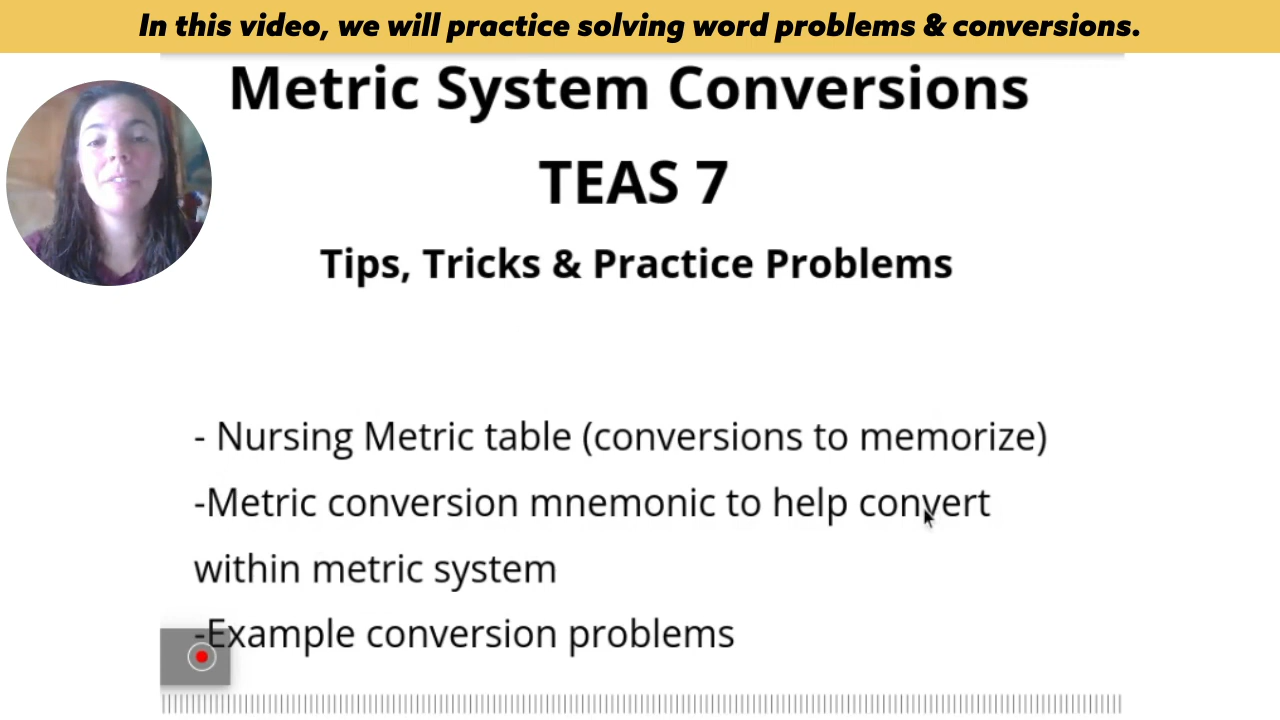 In this video, we will practice solving word problems & conversions.
Metric System Conversions
TEAS 7
Tips, Tricks & Practice Problems
- Nursing Metric table (conversions to memorize)
-Metric conversion mnemonic to help convert
within metric system
-Example conversion problems